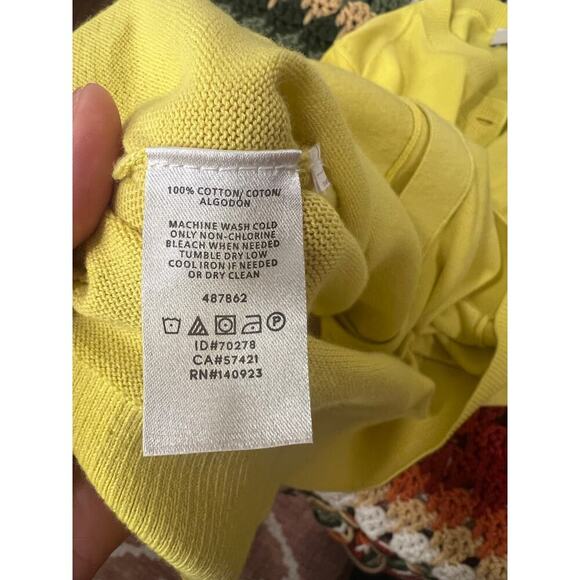 100% COTTON/ COTON/
ALGODÓN
MACHINE WASH COLD
ONLY NON-CHLORINE
BLEACH WHEN NEEDED
TUMBLE DRY LOW
COOL IRON IF NEEDED
OR DRY CLEAN
487862
P
ID#70278
CA#57421
RN#140923